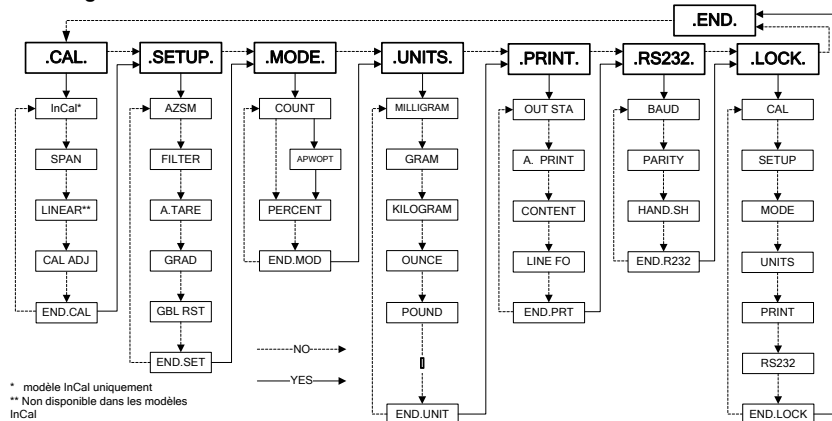 .END.
.CAL.
.SETUP.
.MODE.
.UNITS.
.PRINT.
.RS232.
.LOCK.
InCal*
SPAN
LINEAR**
CAL ADJ
END.CAL
AZSM
FILTER
A.TARE
GRAD
GBL RST
END.SET
COUNT
APWOPT
PERCENT
END.MOD
MILLIGRAM
GRAM
KILOGRAM
OUNCE
POUND
END.UNIT
OUT STA
A. PRINT
CONTENT
LINE FO
END.PRT
BAUD
PARITY
HAND.SH
END.R232
CAL
SETUP
MODE
UNITS
PRINT
RS232
END.LOCK
NO
YES
* modèle InCal uniquement
** Non disponible dans les modèles
InCal